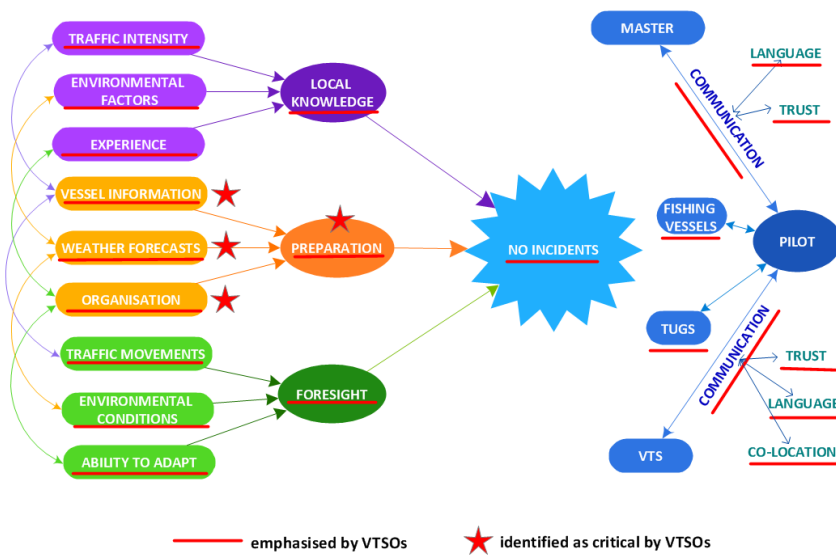 TRAFFIC INTENSITY
ENVIRONMENTAL
FACTORS
EXPERIENCE
VESSEL INFORMATION
WEATHER FORECASTS
ORGANISATION
TRAFFIC MOVEMENTS
ENVIRONMENTAL
CONDITIONS
ABILITY TO ADAPT
LOCAL
KNOWLEDGE
PREPARATION
FORESIGHT
NO INCIDENTS
MASTER
COMMUNICATION
LANGUAGE
TRUST
FISHING
VESSELS
PILOT
TUGS
COMMUNICATION
TRUST
LANGUAGE
CO-LOCATION
VTS
emphasised by VTSOs
identified as critical by VTSOs